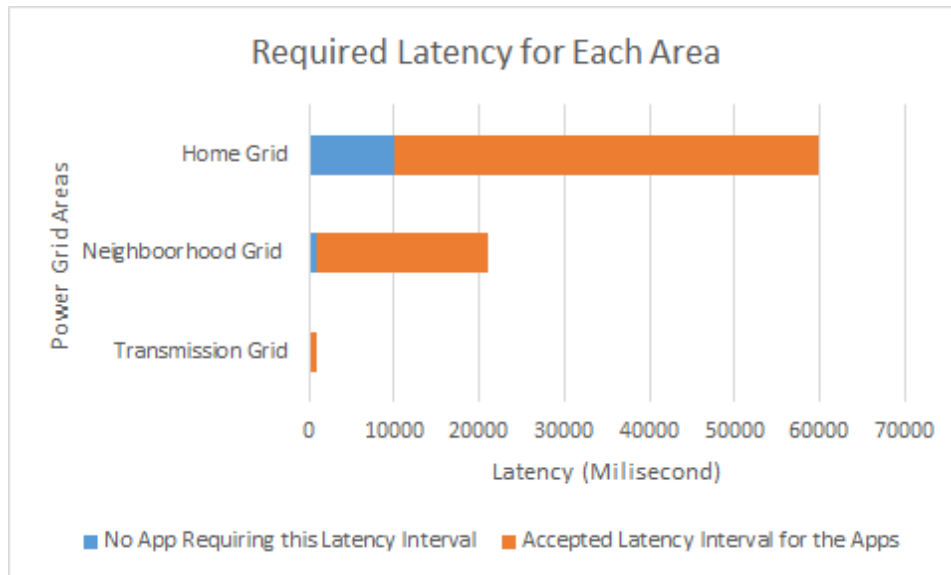 Required Latency for Each Area
Power Grid Areas
Home Grid
Neighboorhood Grid
Transmission Grid
0 10000 20000 30000 40000 50000 60000 70000
Latency (Milisecond)
No App Requiring this Latency Interval Accepted Latency Interval for the Apps